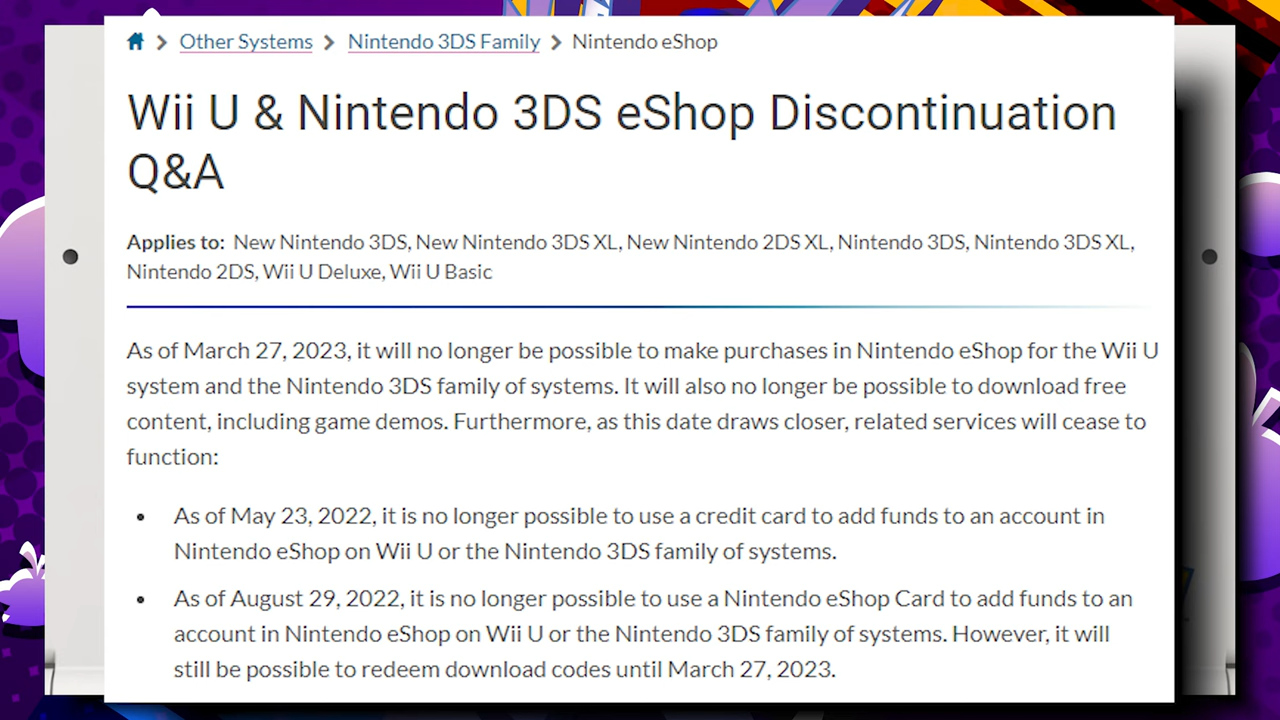 Other Systems Nintendo 3DS Family Nintendo eShop
Wii U & Nintendo 3DS eShop Discontinuation
Q&A
Applies to: New Nintendo 3DS, New Nintendo 3DS XL, New Nintendo 2DS XL, Nintendo 3DS, Nintendo 3DS XL,
Nintendo 2DS, Wii U Deluxe, Wii U Basic
As of March 27, 2023, it will no longer be possible to make purchases in Nintendo eShop for the Wii U
system and the Nintendo 3DS family of systems. It will also no longer be possible to download free
content, including game demos. Furthermore, as this date draws closer, related services will cease to
function:
• As of May 23, 2022, it is no longer possible to use a credit card to add funds to an account in
Nintendo eShop on Wii U or the Nintendo 3DS family of systems.
• As of August 29, 2022, it is no longer possible to use a Nintendo eShop Card to add funds to an
account in Nintendo eShop on Wii U or the Nintendo 3DS family of systems. However, it will
still be possible to redeem download codes until March 27, 2023.